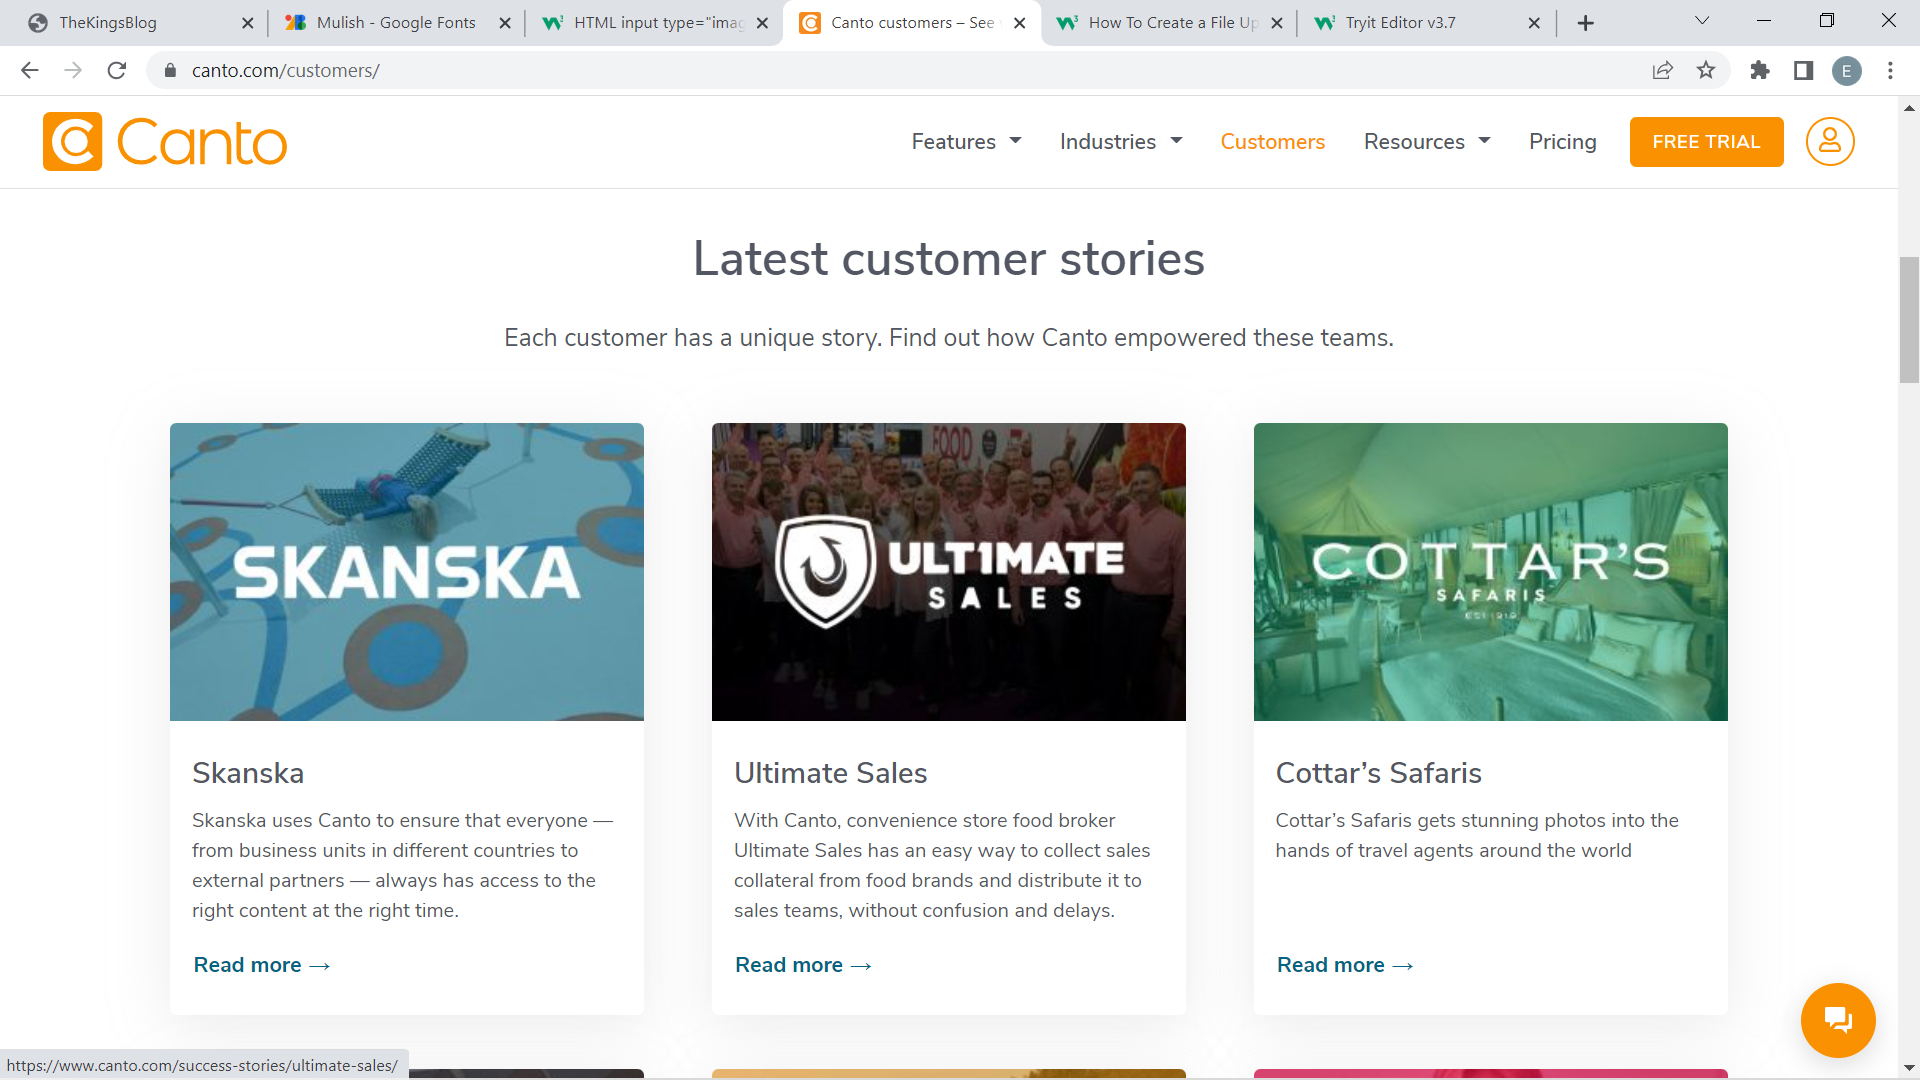 TheKingsBlog
Mulish - Google Fonts
HTML input type="imag
Canto customers – See
How To Create a File Up
Tryit Editor v3.7
canto.com/customers/
E
Canto
Features
Industries
Customers
Resources
Pricing
FREE TRIAL
Latest customer stories
Each customer has a unique story. Find out how Canto empowered these teams.
SKANSKA
FOOD
ULT1MATE
SALES
COTTAR'S
SAFARIS
EST 1919
Skanska
Skanska uses Canto to ensure that everyone —
from business units in different countries to
external partners — always has access to the
right content at the right time.
Read more →
Ultimate Sales
With Canto, convenience store food broker
Ultimate Sales has an easy way to collect sales
collateral from food brands and distribute it to
sales teams, without confusion and delays.
Read more →
Cottar’s Safaris
Cottar’s Safaris gets stunning photos into the
hands of travel agents around the world
Read more →
https://www.canto.com/success-stories/ultimate-sales/